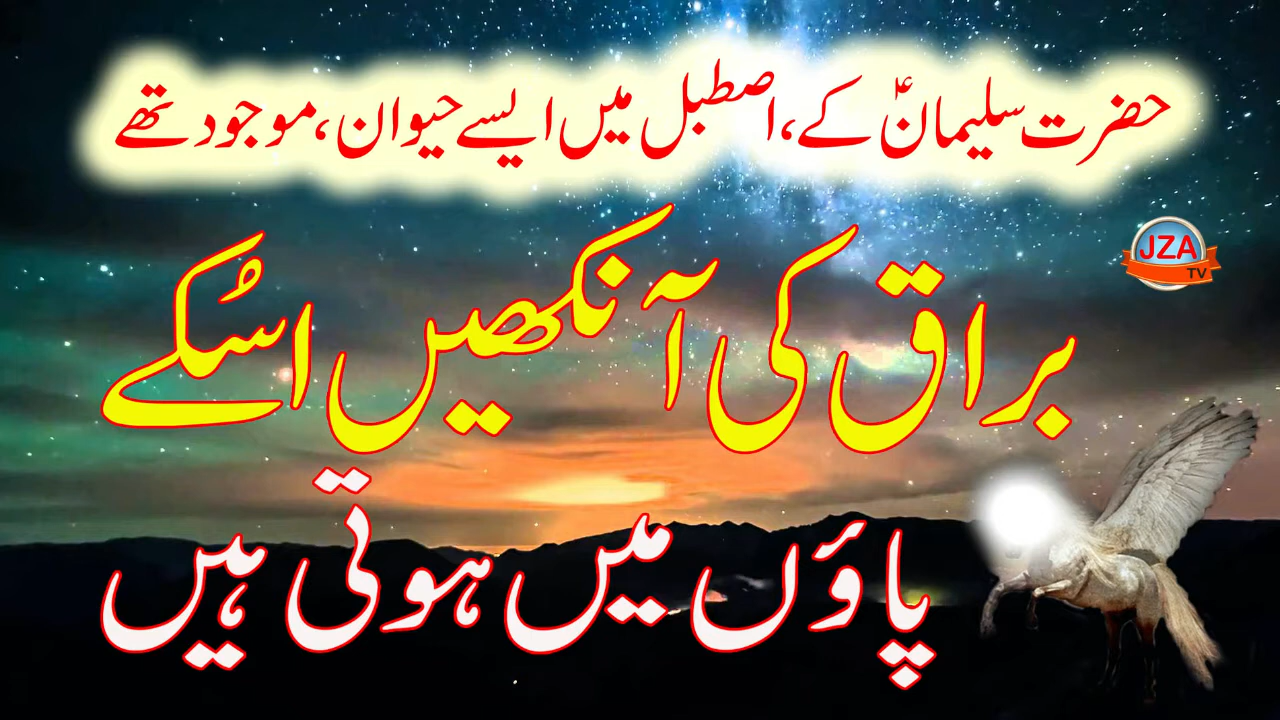 حضرت سلیمانؑ کے، اصطبل میں ایسے حیوان، موجود تھے
JZA
TV
براق کی آنکھیں اسُکے
پاؤں میں ہوتی ہیں